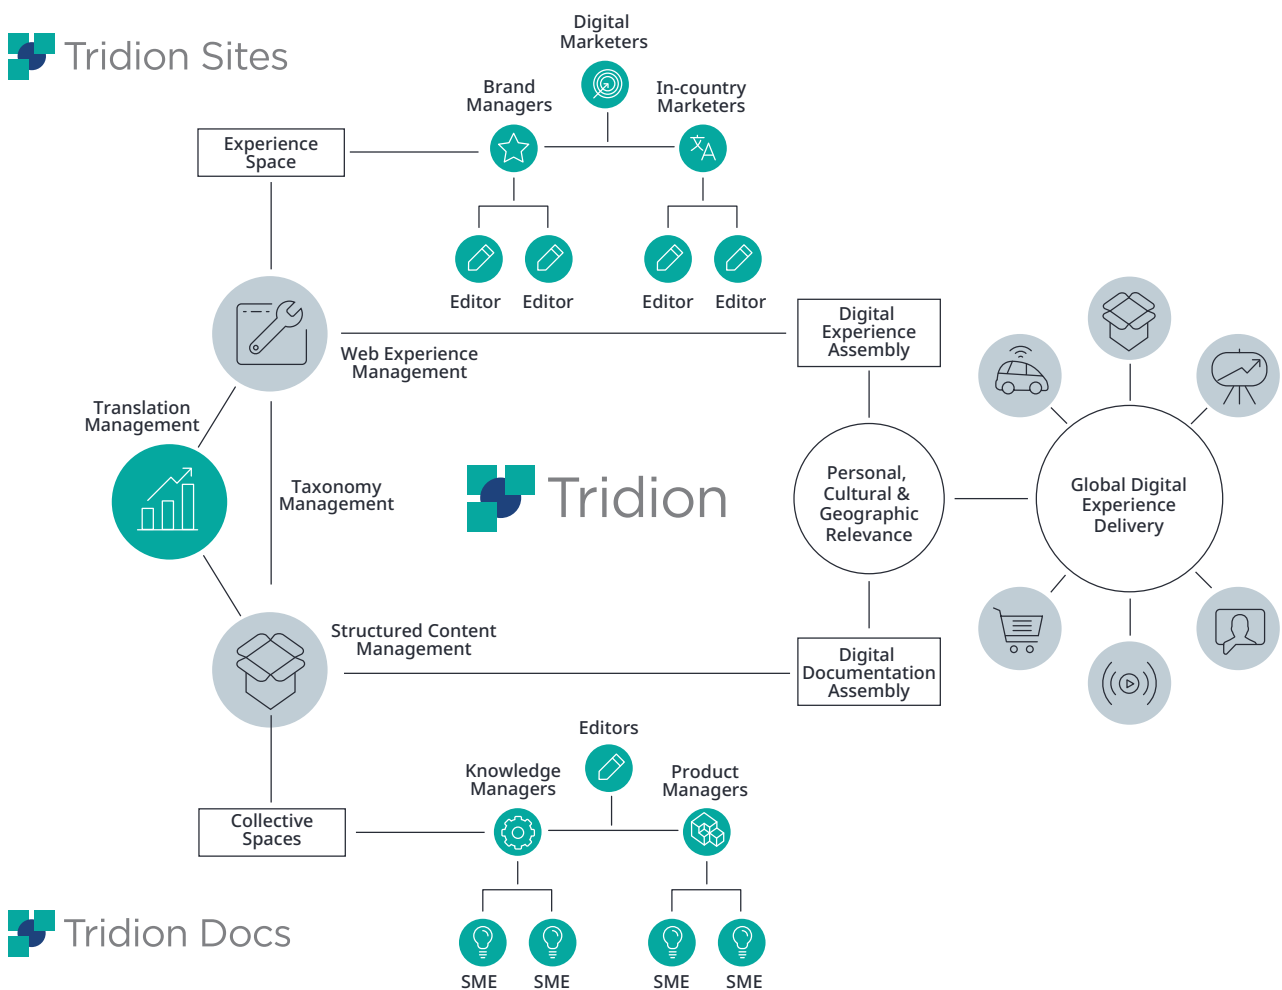 Tridion Sites
Digital
Marketers
Brand
Managers
In-country
Marketers
Experience
Space
文A
Editor
Editor
Editor
Editor
Web Experience
Management
Digital
Experience
Assembly
Translation
Management
Taxonomy
Management
Tridion
Personal,
Cultural &
Geographic
Relevance
Global Digital
Experience
Delivery
Structured Content
Management
Digital
Documentation
Assembly
Editors
Knowledge
Managers
Product
Managers
Collective
Spaces
Tridion Docs
SME
SME
SME
SME